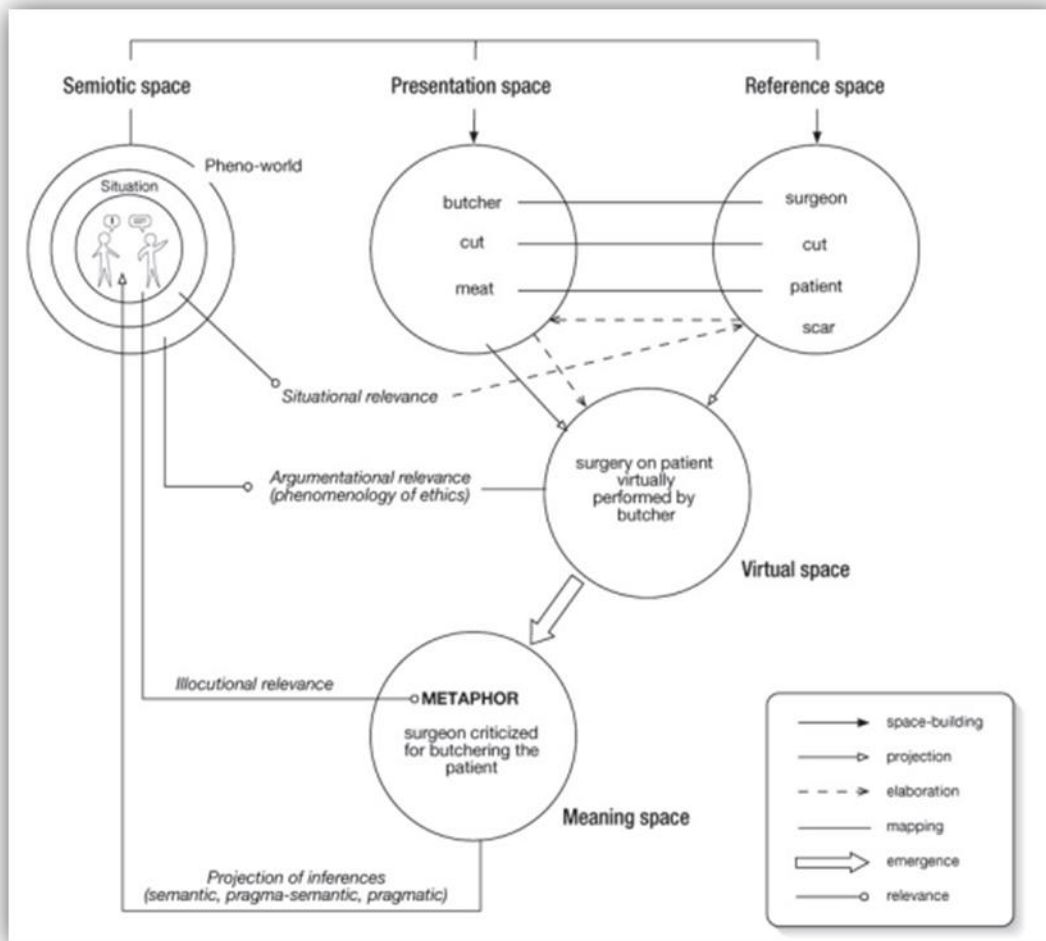 Semiotic space
Presentation space
Reference space
Pheno-world
Situation
butcher
cut
meat
surgeon
cut
patient
scar
Situational relevance
Argumentational relevance
(phenomenology of ethics)
surgery on patient
virtually
performed by
butcher
Virtual space
Illocutional relevance
METAPHOR
surgeon criticized
for butchering the
patient
Meaning space
Projection of inferences
(semantic, pragma-semantic, pragmatic)
space-building
projection
elaboration
mapping
emergence
relevance